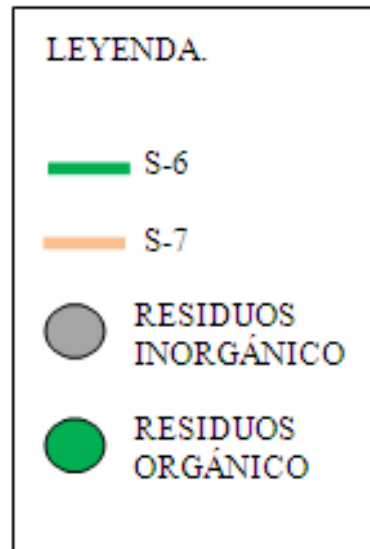 LEYENDA.
S-6
S-7
RESIDUOS
INORGÁNICO
RESIDUOS
ORGÁNICO